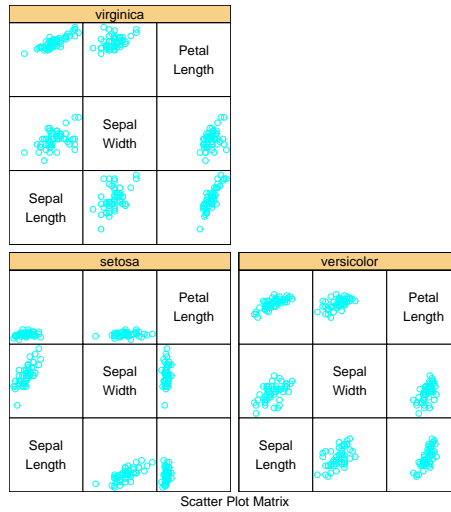 virginica
Petal
Length
Sepal
Width
Sepal
Length
setosa
Petal
Length
Sepal
Width
Sepal
Length
versicolor
Petal
Length
Sepal
Width
Sepal
Length
Scatter Plot Matrix